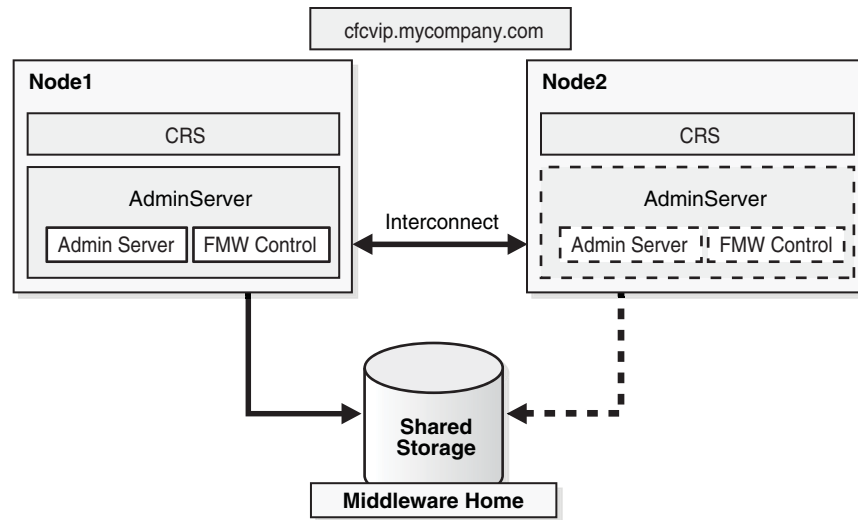 cfcvip.mycompany.com
Node1
CRS
AdminServer
Admin Server
FMW Control
Interconnect
Node2
CRS
AdminServer
Admin Server
FMW Control
Shared
Storage
Middleware Home